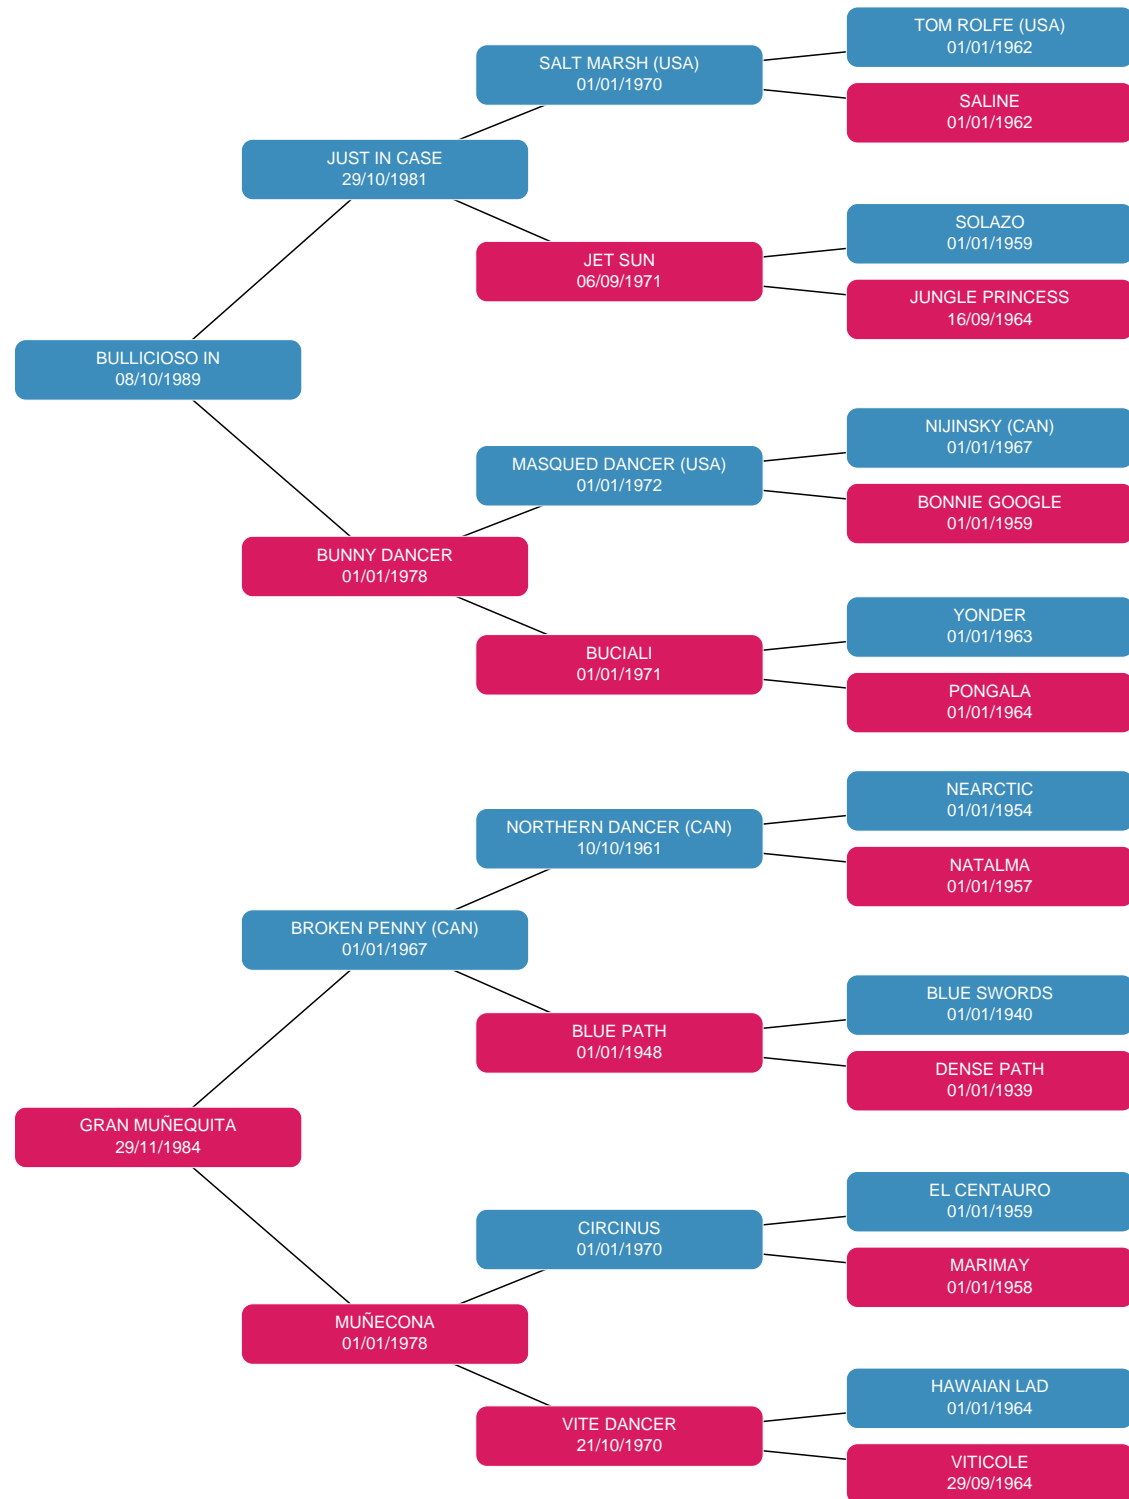 TOM ROLFE (USA)
01/01/1962
SALT MARSH (USA)
01/01/1970
SALINE
01/01/1962
JUST IN CASE
29/10/1981
SOLAZO
01/01/1959
JET SUN
06/09/1971
JUNGLE PRINCESS
16/09/1964
BULLICIOSO IN
08/10/1989
NIJINSKY (CAN)
01/01/1967
MASQUED DANCER (USA)
01/01/1972
BONNIE GOOGLE
01/01/1959
BUNNY DANCER
01/01/1978
YONDER
01/01/1963
BUCIALI
01/01/1971
PONGALA
01/01/1964
NEARCTIC
01/01/1954
NORTHERN DANCER (CAN)
10/10/1961
NATALMA
01/01/1957
BROKEN PENNY (CAN)
01/01/1967
BLUE SWORDS
01/01/1940
BLUE PATH
01/01/1948
DENSE PATH
01/01/1939
GRAN MUÑEQUITA
29/11/1984
EL CENTAURO
01/01/1959
CIRCINUS
01/01/1970
MARIMAY
01/01/1958
MUÑECONA
01/01/1978
HAWAIAN LAD
01/01/1964
VITE DANCER
21/10/1970
VITICOLE
29/09/1964